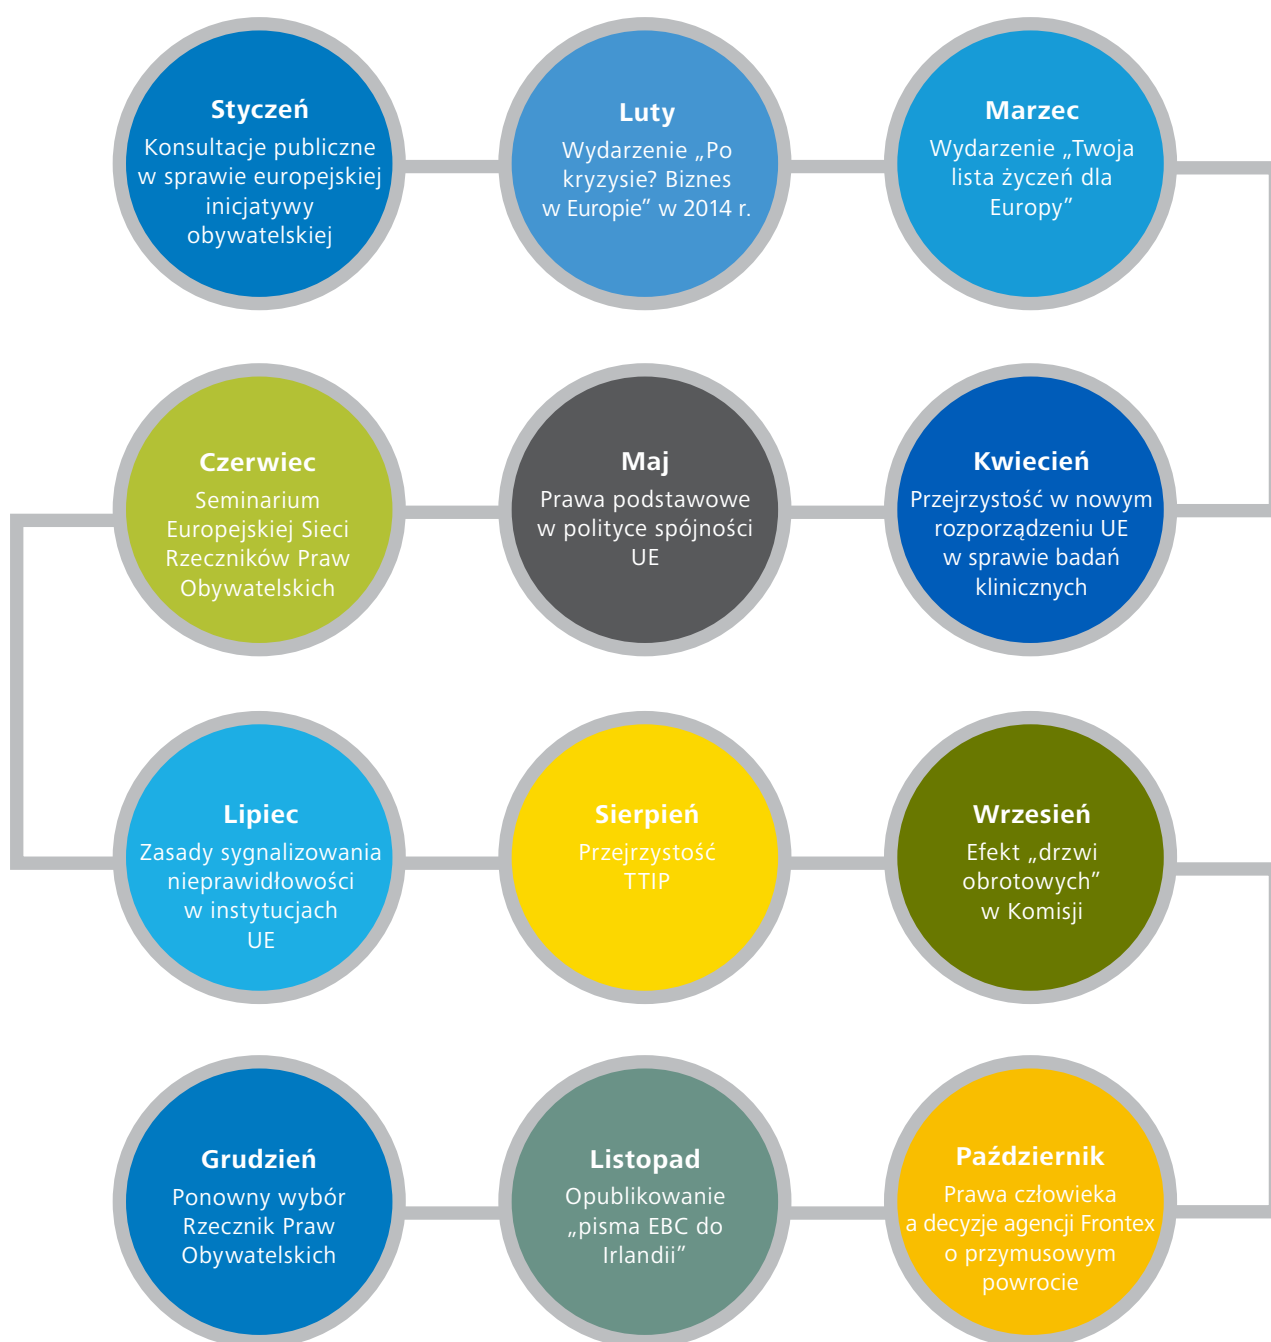 Styczeń
Konsultacje publiczne
w sprawie europejskiej
inicjatywy
obywatelskiej
Luty
Wydarzenie „Po
kryzysie? Biznes
w Europie” w 2014 r.
Marzec
Wydarzenie „Twoja
lista życzeń dla
Europy”
Kwiecień
Przejrzystość w nowym
rozporządzeniu UE
w sprawie badań
klinicznych
Maj
Prawa podstawowe
w polityce spójności
UE
Czerwiec
Seminarium
Europejskiej Sieci
Rzeczników Praw
Obywatelskich
Lipiec
Zasady sygnalizowania
nieprawidłowości
w instytucjach
UE
Sierpień
Przejrzystość
TTIP
Wrzesień
Efekt „drzwi
obrotowych”
w Komisji
Październik
Prawa człowieka
a decyzje agencji Frontex
o przymusowym
powrocie
Listopad
Opublikowanie
„pisma EBC do
Irlandii”
Grudzień
Ponowny wybór
Rzecznik Praw
Obywatelskich